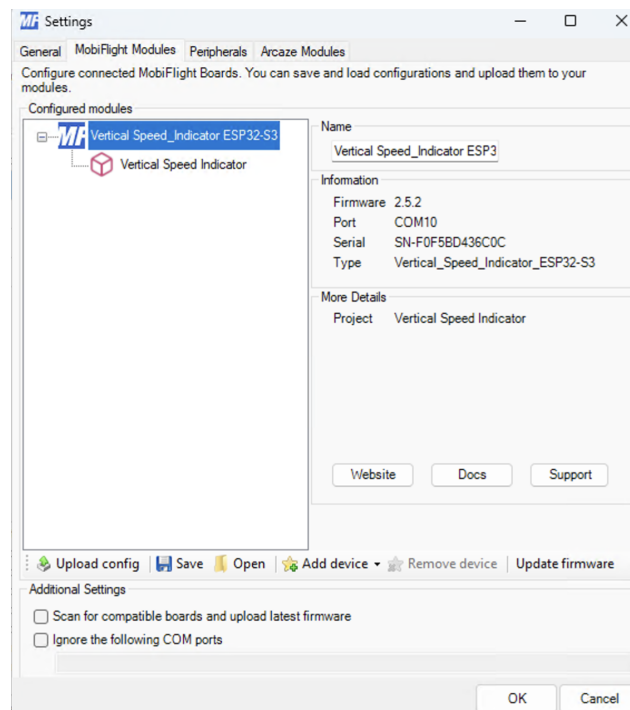 MF Settings
General MobiFlight Modules Peripherals Arcaze Modules
Configure connected MobiFlight Boards. You can save and load configurations and upload them to your
modules.
Configured modules
MF Vertical Speed_Indicator ESP32-S3
Vertical Speed Indicator
Name
Vertical Speed_Indicator ESP3
Information
Firmware 2.5.2
Port COM10
Serial SN-F0F5BD436C0C
Type Vertical_Speed_Indicator_ESP32-S3
More Details
Project Vertical Speed Indicator
Website Docs Support
Upload config Save Open Add device Remove device Update firmware
Additional Settings
Scan for compatible boards and upload latest firmware
Ignore the following COM ports
OK Cancel